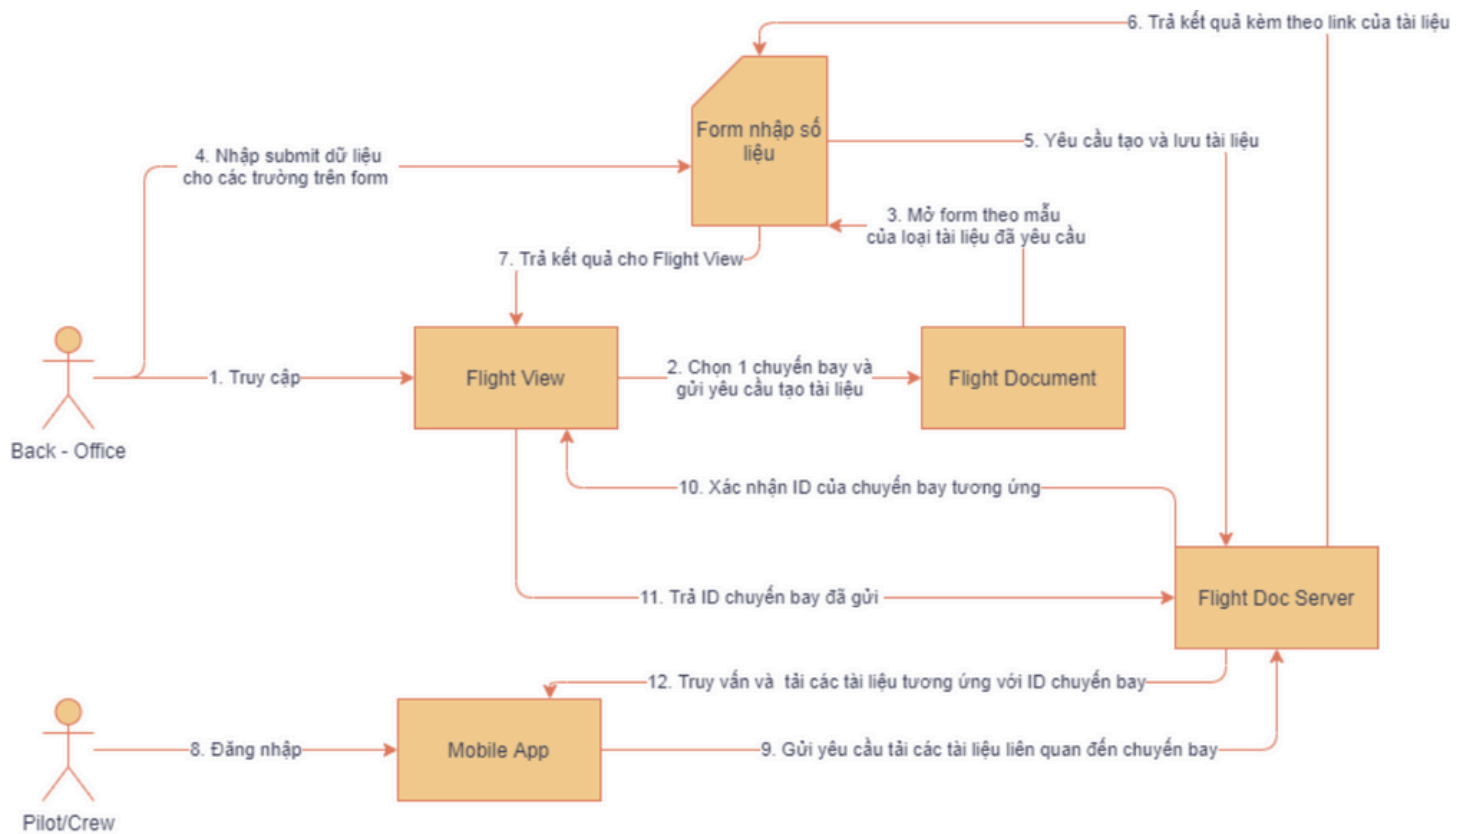 6. Trả kết quả kèm theo link của tài liệu
Form nhập số
liệu
5. Yêu cầu tạo và lưu tài liệu
4. Nhập submit dữ liệu
cho các trường trên form
3. Mở form theo mẫu
của loại tài liệu đã yêu cầu
7. Trả kết quả cho Flight View
1. Truy cập
Flight View
2. Chọn 1 chuyến bay và
gửi yêu cầu tạo tài liệu
Flight Document
Back - Office
10. Xác nhận ID của chuyến bay tương ứng
11. Trả ID chuyến bay đã gửi
Flight Doc Server
12. Truy vấn và tải các tài liệu tương ứng với ID chuyến bay
8. Đăng nhập
Mobile App
9. Gửi yêu cầu tải các tài liệu liên quan đến chuyến bay
Pilot/Crew